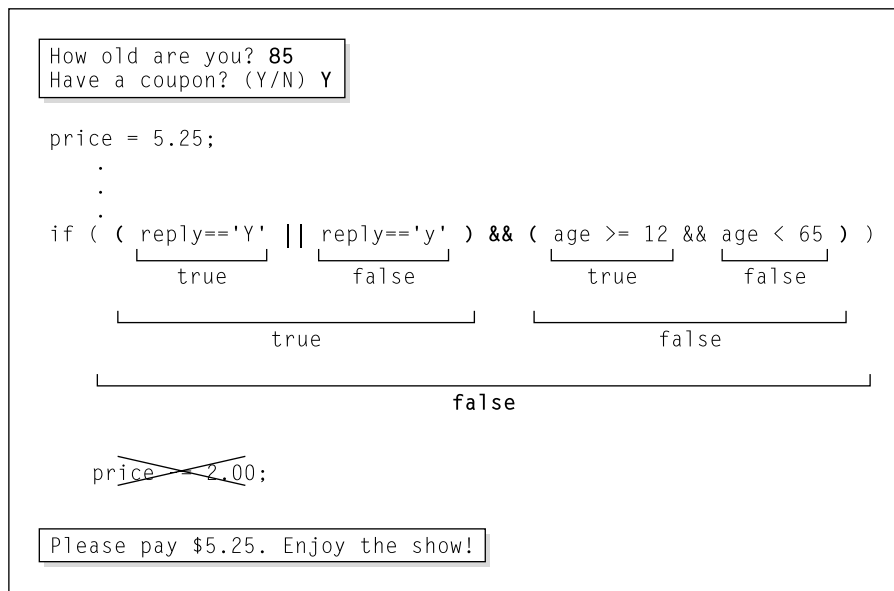 How old are you? 85
Have a coupon? (Y/N) Y
price = 5.25;
.
.
.
if ( ( reply=='Y' || reply=='y' ) && ( age >= 12 && age < 65 ) )
true false true false
true false
false
price -= 2.00;
Please pay $5.25. Enjoy the show!